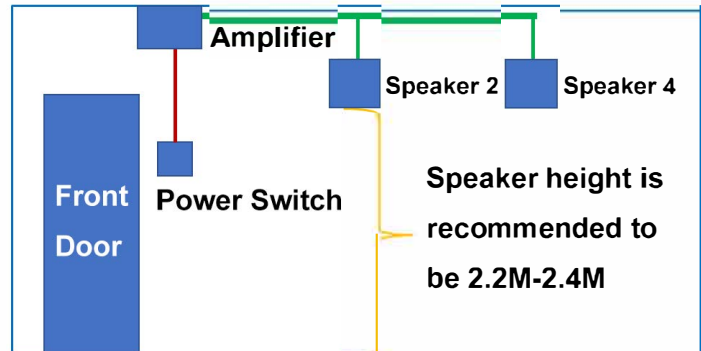 Amplifier
Speaker 2
Speaker 4
Front
Door
Power Switch
Speaker height is
recommended to
be 2.2M-2.4M